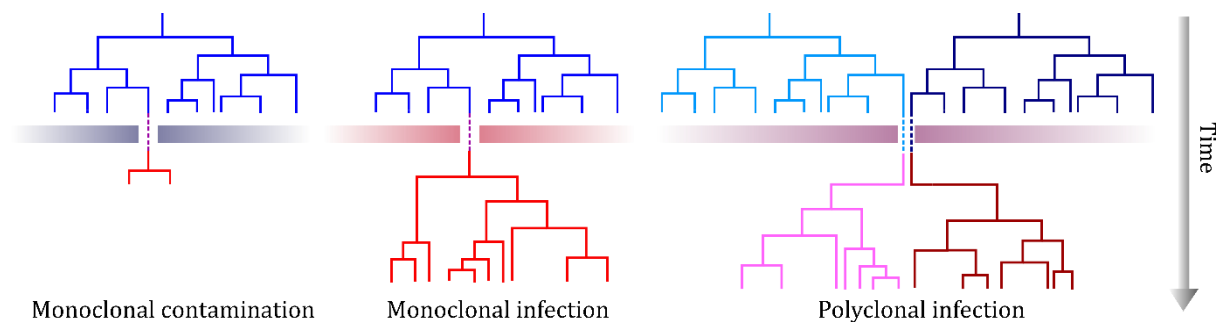 Time
Monoclonal contamination
Monoclonal infection
Polyclonal infection